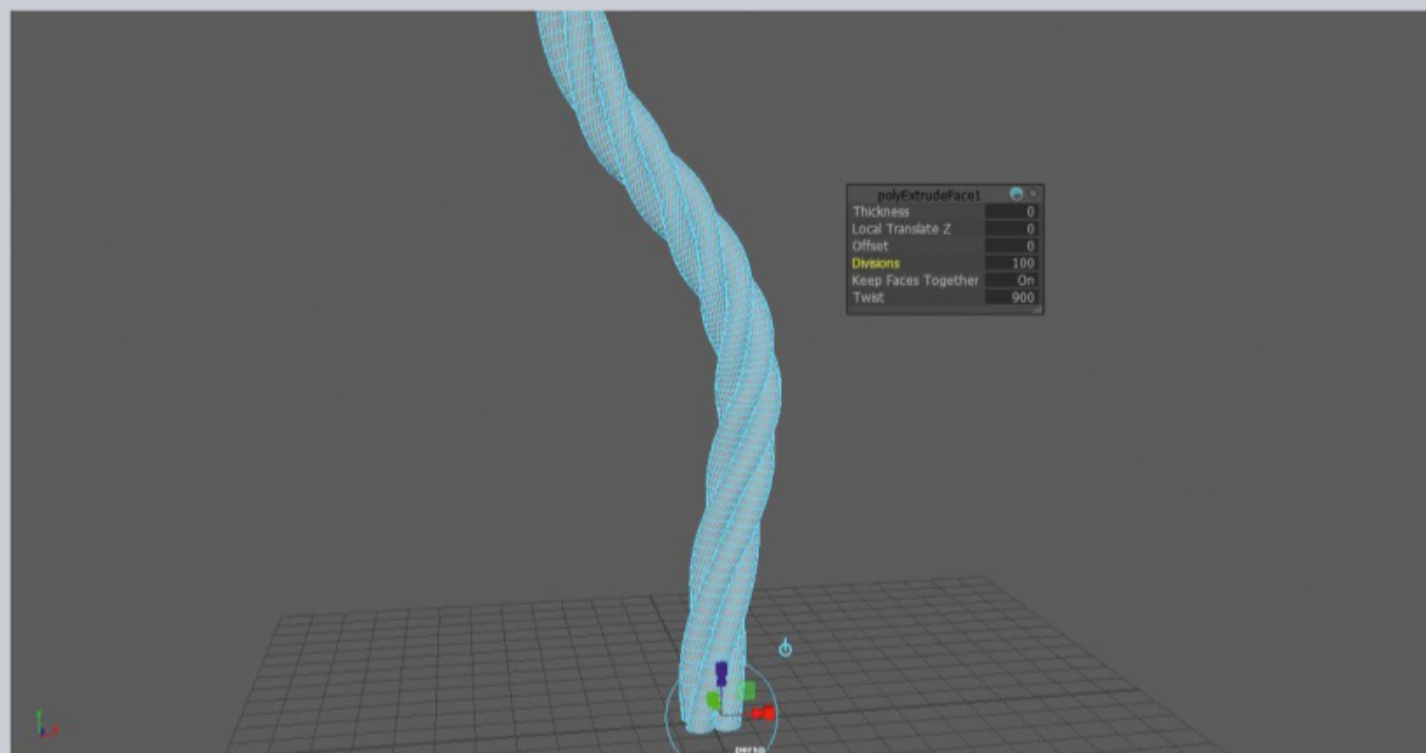 polyExtrudeFace1
Thickness 0
Local Translate Z 0
Offset 0
Divisions 100
Keep Faces Together On
Twist 900
persp